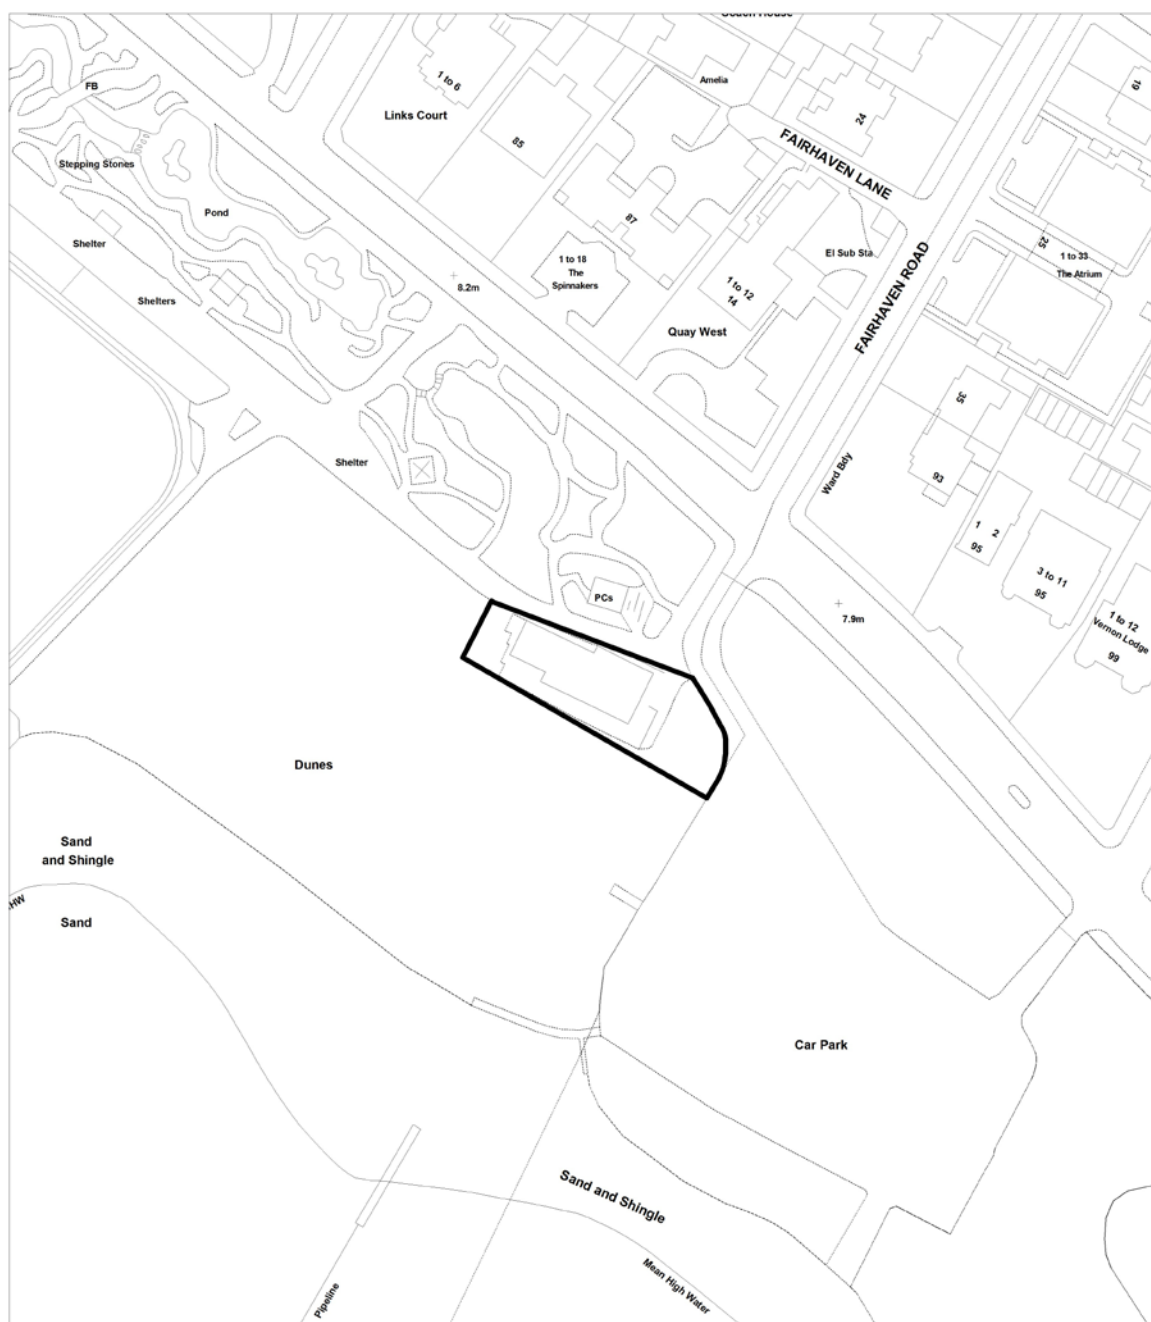 Coach House
FB
1 to 6
Amelia
19
Links Court
24
85
FAIRHAVEN LANE
Stepping Stones
Pond
87
Shelter
El Sub Sta
FAIRHAVEN ROAD
25
1 to 33
The Atrium
1 to 18
The
Spinnakers
8.2m
1 to 12
14
Shelters
Quay West
35
Shelter
Ward Bdy
93
1
2
95
3 to 11
95
PCs
7.9m
1 to 12
Vernon Lodge
99
Dunes
Sand
and Shingle
HW
Sand
Car Park
Sand and Shingle
Pipeline
Mean High Water